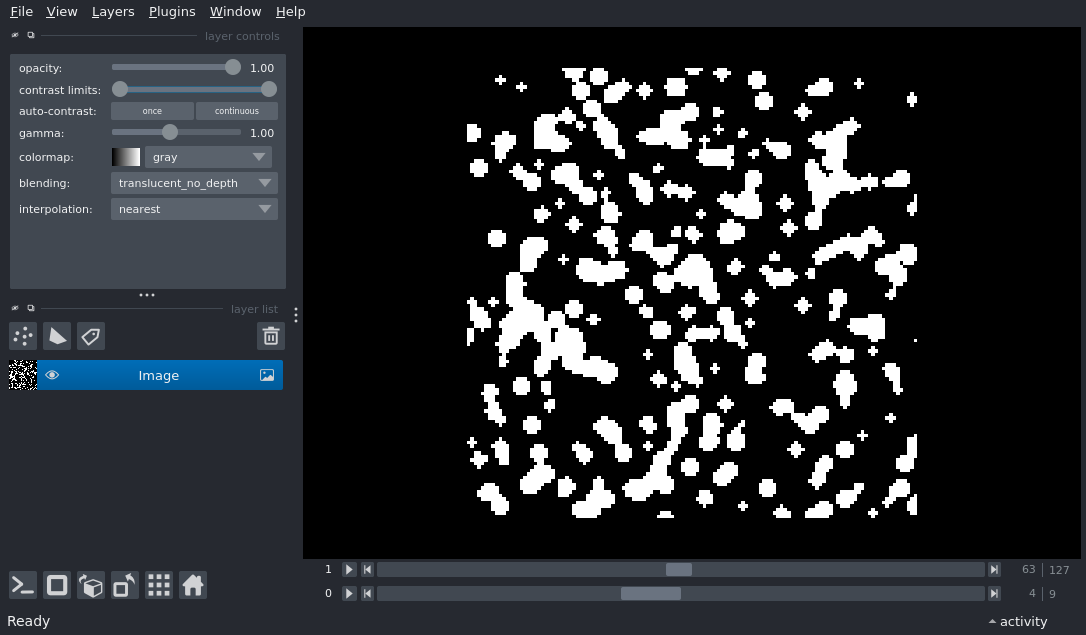 File View Layers Plugins Window Help
layer controls
opacity: 1.00
contrast limits:
auto-contrast: once continuous
gamma: 1.00
colormap: gray
blending: translucent_no_depth
interpolation: nearest
layer list
Image
1 63 127
0 4 9
Ready activity